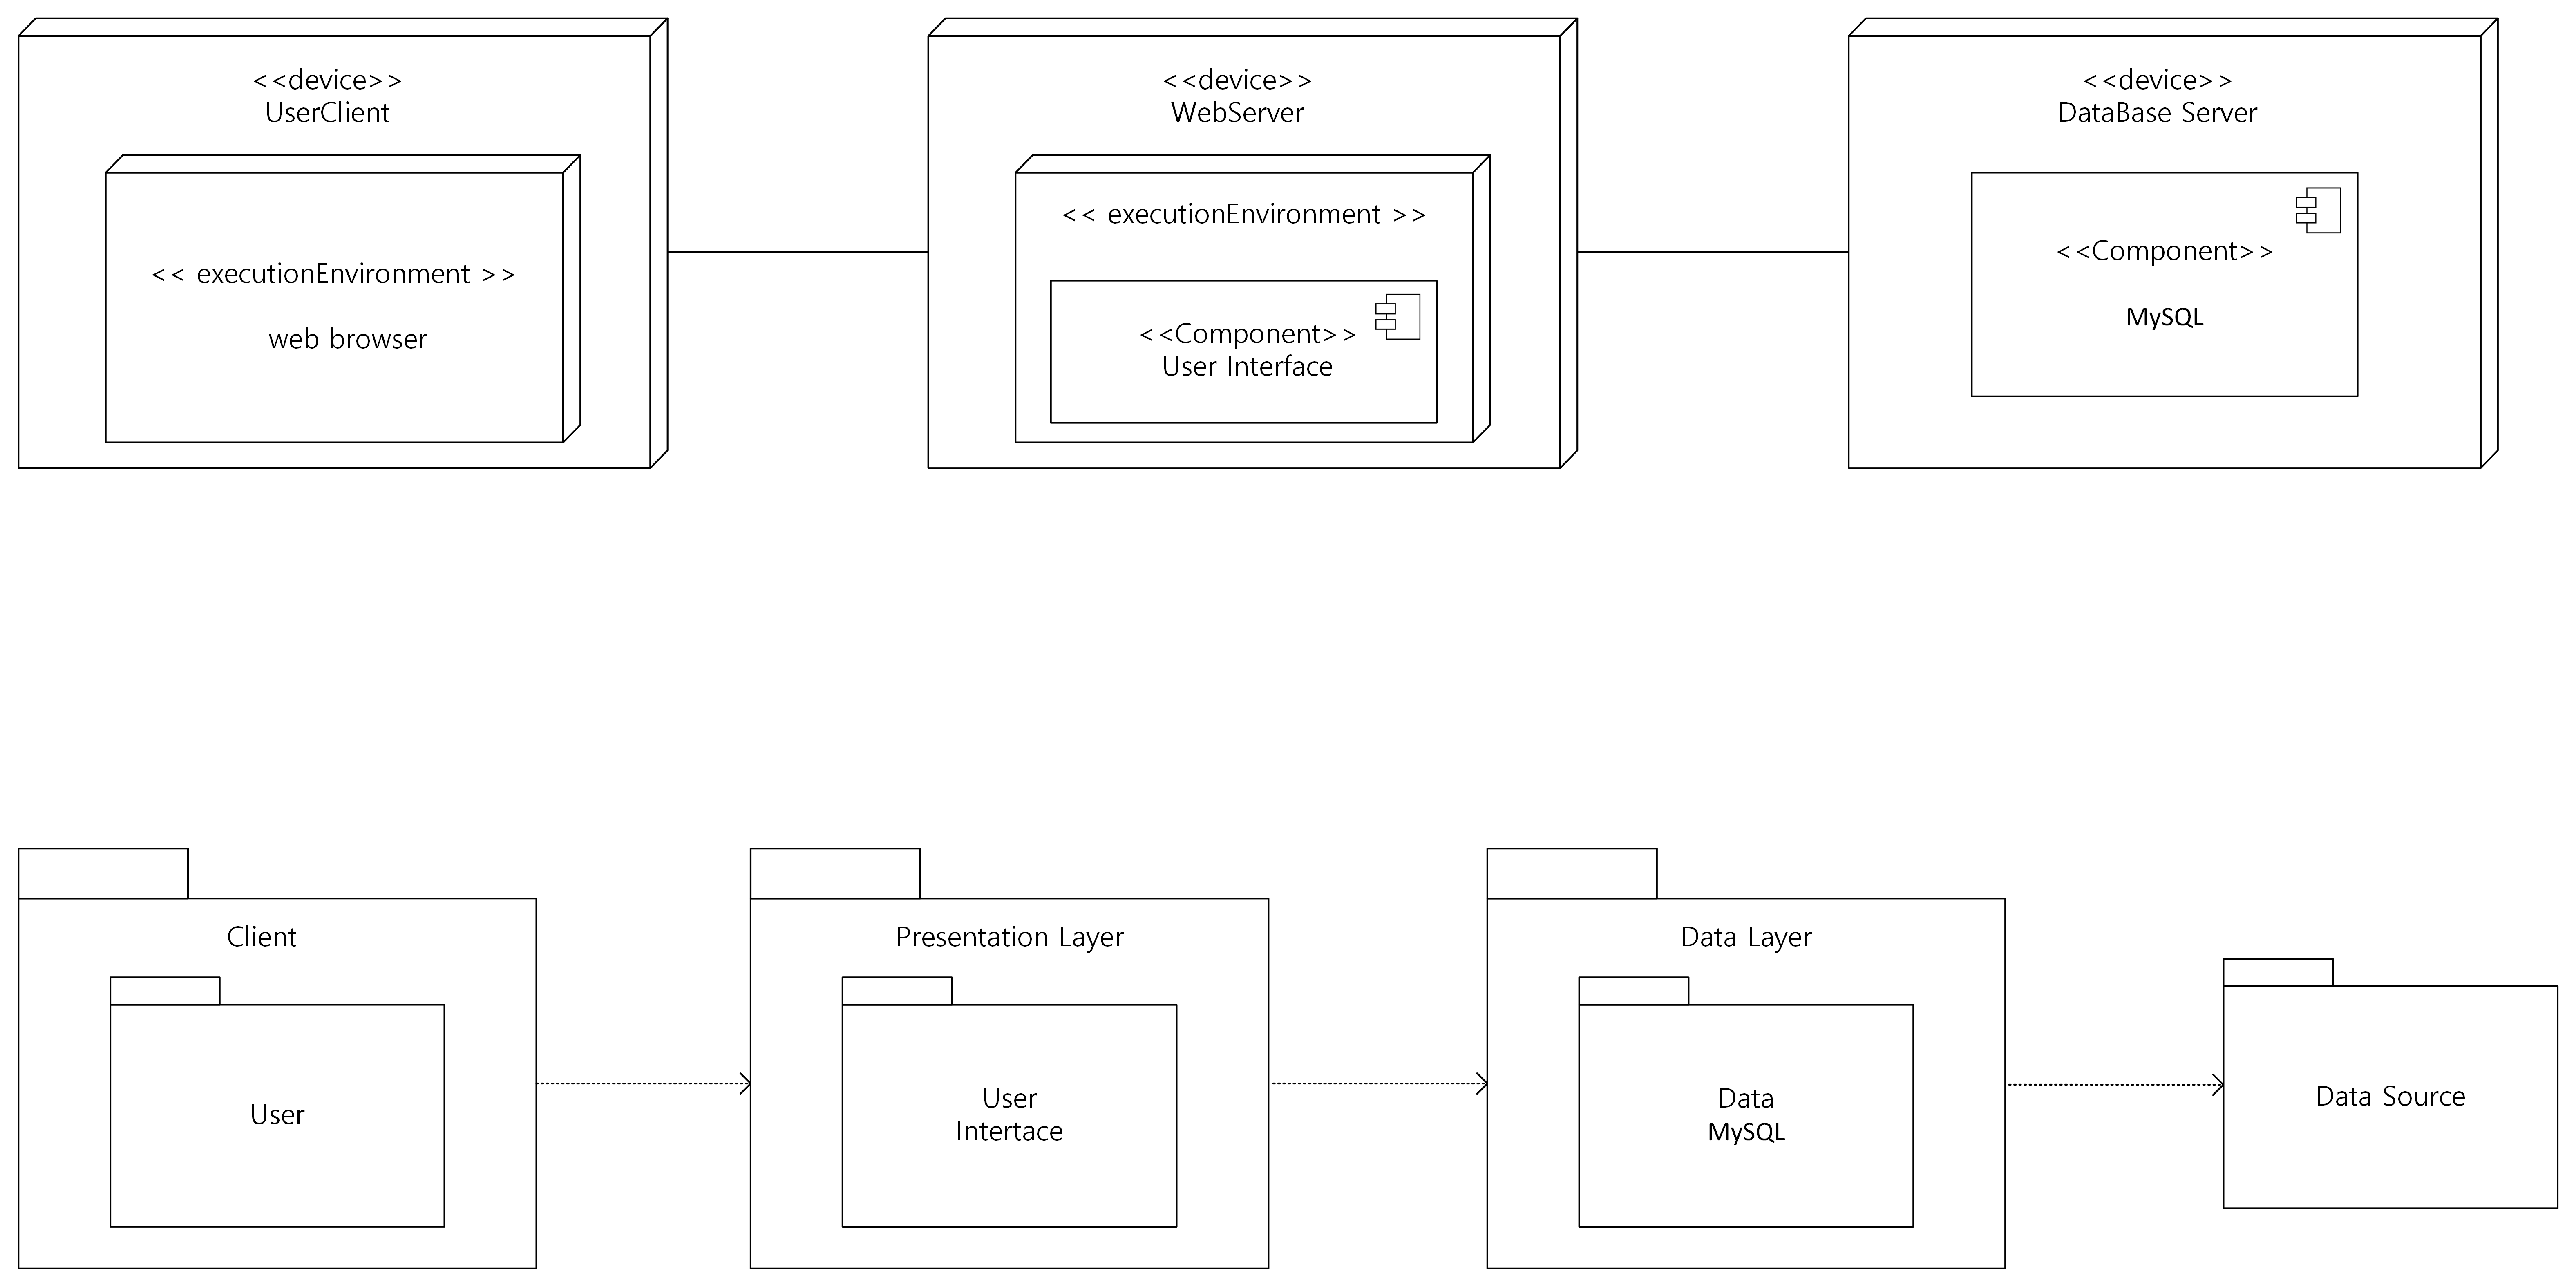 <<device>>
UserClient
<< executionEnvironment >>
web browser
<<device>>
WebServer
<< executionEnvironment >>
<<Component>>
User Interface
<<device>>
DataBase Server
<<Component>>
MySQL
Client
User
Presentation Layer
User
Intertace
Data Layer
Data
MySQL
Data Source